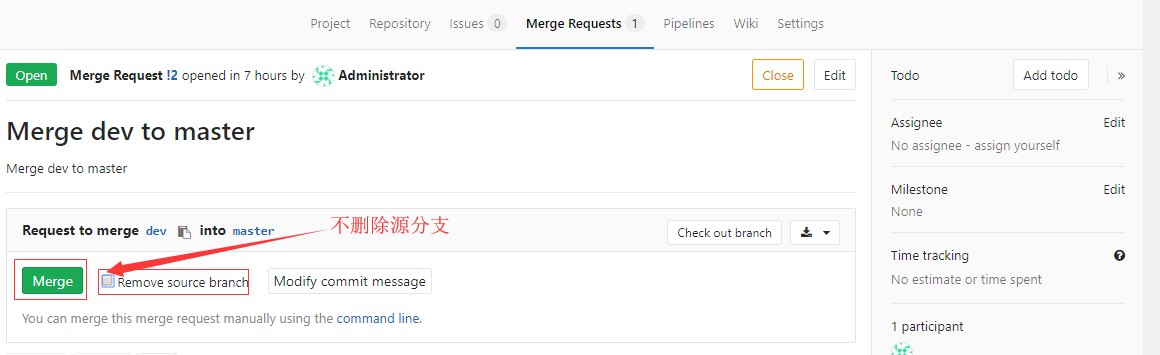 Project Repository Issues 0 Merge Requests 1 Pipelines Wiki Settings
Open Merge Request !2 opened in 7 hours by Administrator Close Edit
Merge dev to master
Merge dev to master
Request to merge dev into master 不删除源分支 Check out branch
Merge Remove source branch Modify commit message
You can merge this merge request manually using the command line.
Todo Add todo »
Assignee Edit
No assignee - assign yourself
Milestone Edit
None
Time tracking
No estimate or time spent
1 participant